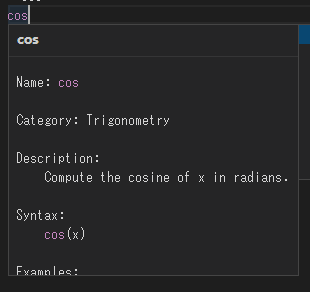 cos
cos
Name: cos
Category: Trigonometry
Description:
Compute the cosine of x in radians.
Syntax:
cos(x)
Examples: